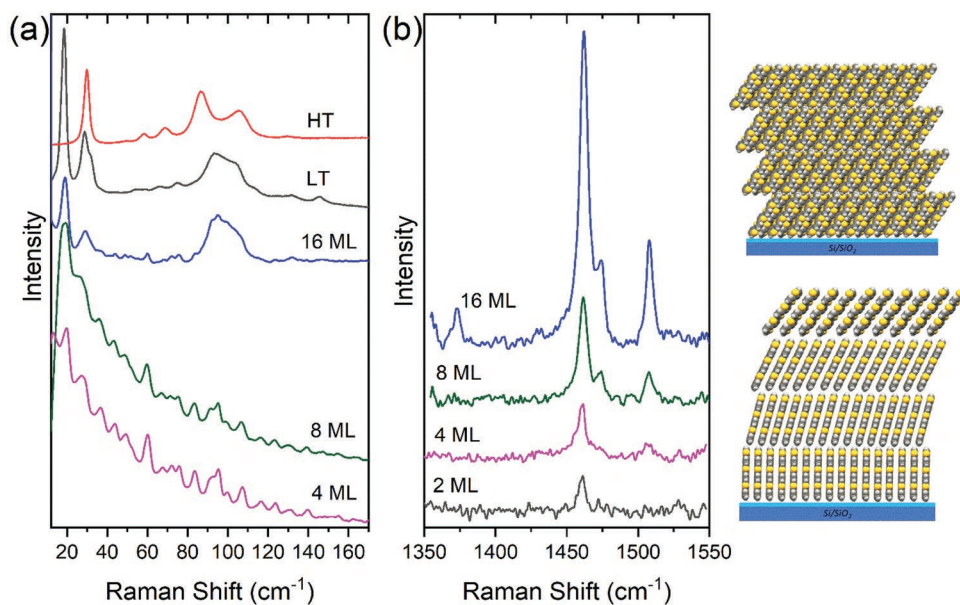 (a)
HT
LT
16 ML
8 ML
4 ML
Intensity
20 40 60 80 100 120 140 160
Raman Shift (cm-1)
(b)
16 ML
8 ML
4 ML
2 ML
Intensity
1350 1400 1450 1500 1550
Raman Shift (cm-1)
Si/SiO2
Si/SiO2